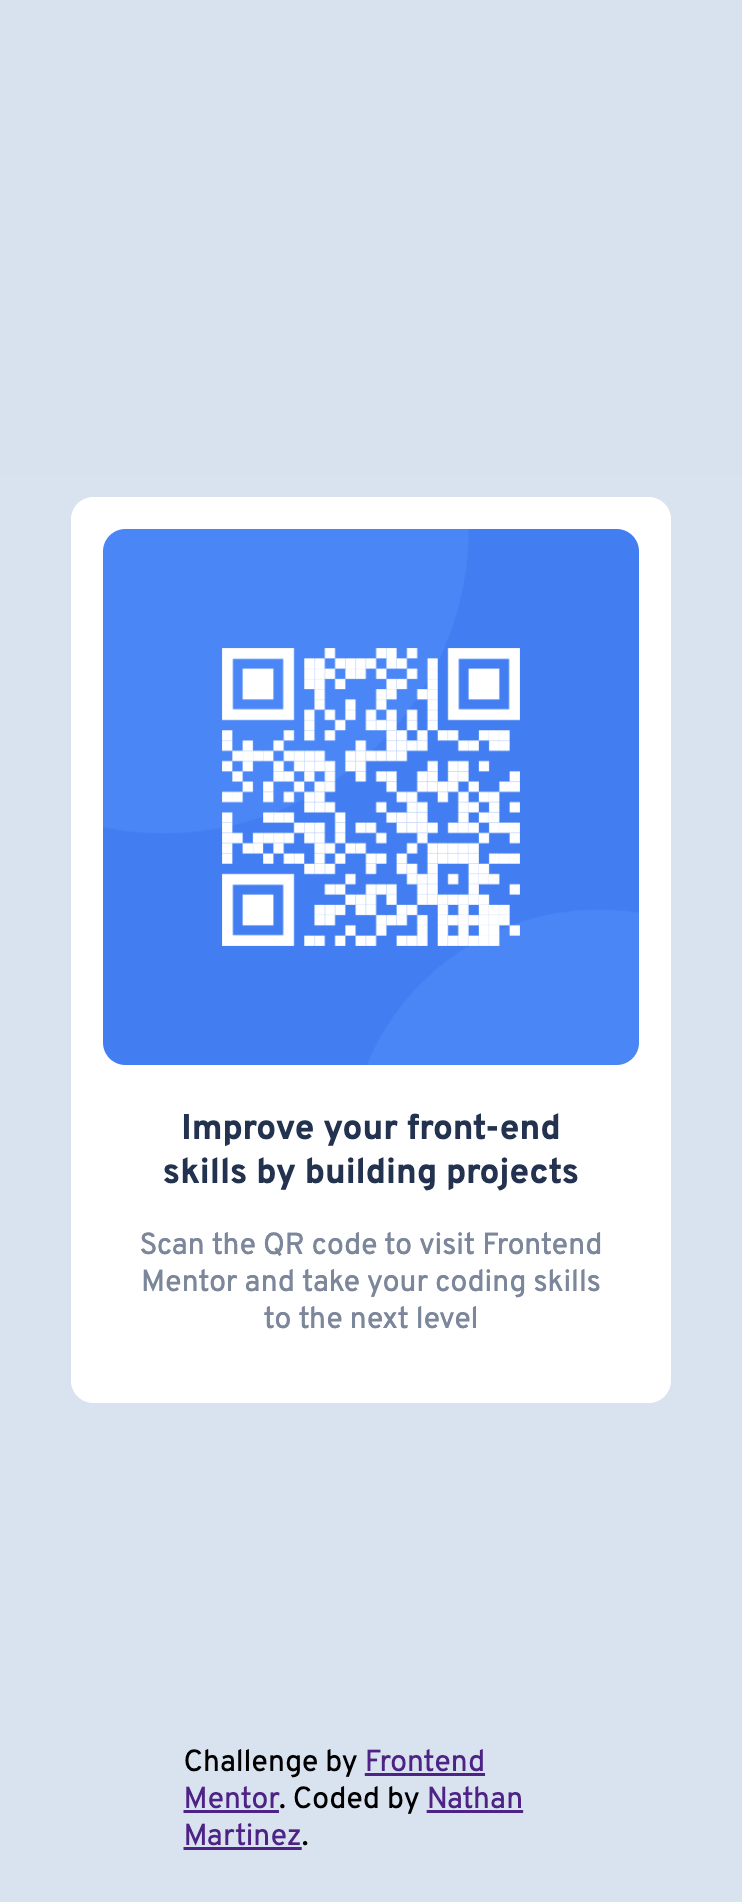 Improve your front-end
skills by building projects
Scan the QR code to visit Frontend
Mentor and take your coding skills
to the next level
Challenge by Frontend
Mentor. Coded by Nathan
Martinez.